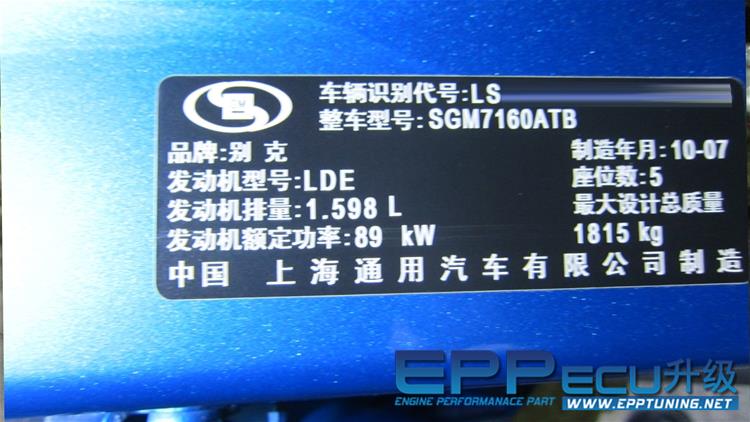 GM
车辆识别代号:LS
整车型号:SGM7160ATB
品牌:别克 制造年月:10-07
发动机型号:LDE 座位数:5
发动机排量:1.598 L 最大设计总质量
发动机额定功率:89 kW 1815 kg
中国 上海通用汽车有限公司制造
EPPECU升级
ENGINE PERFORMANACE PART WWW.EPPTUNING.NET